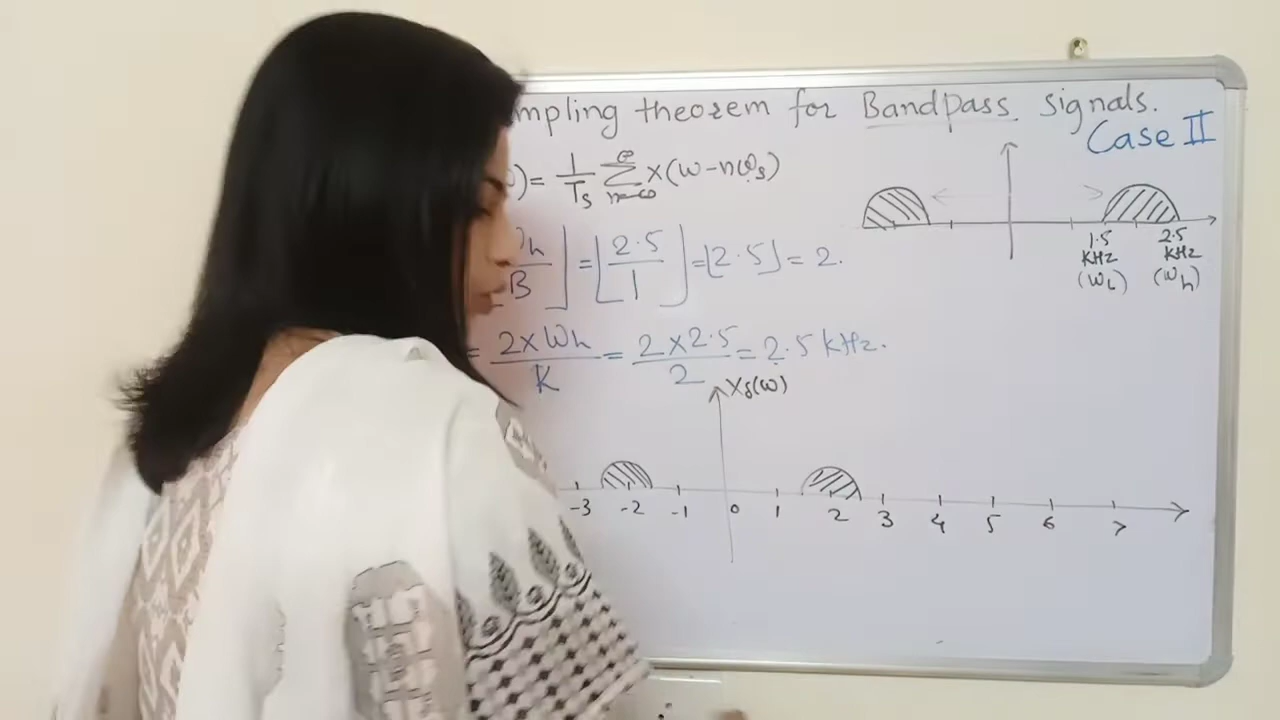 mpling theorem for Bandpass signals.
Case II
)= 1/Ts ∑ n=-∞ ∞ X(ω-nωs)
h/B ⌋ = ⌊2.5/1⌋ = ⌊2.5⌋ = 2.
1.5 KHz (ωL)
2.5 KHz (ωh)
= 2×ωh/K = 2×2.5/2 = 2.5 kHz.
Xδ(ω)
-3 -2 -1 0 1 2 3 4 5 6 7